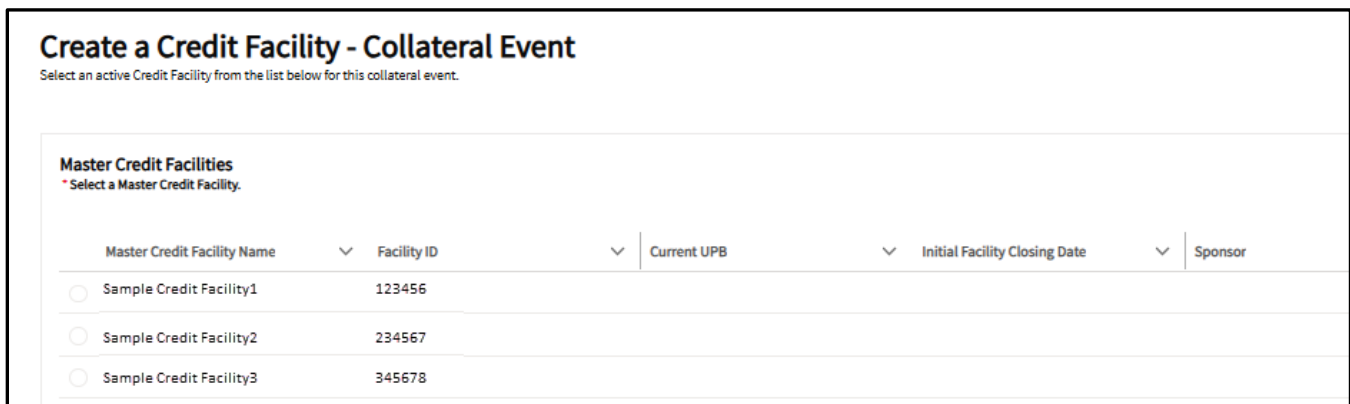 Create a Credit Facility - Collateral Event
Select an active Credit Facility from the list below for this collateral event.
Master Credit Facilities
* Select a Master Credit Facility.
Master Credit Facility Name Facility ID Current UPB Initial Facility Closing Date Sponsor
Sample Credit Facility1 123456
Sample Credit Facility2 234567
Sample Credit Facility3 345678